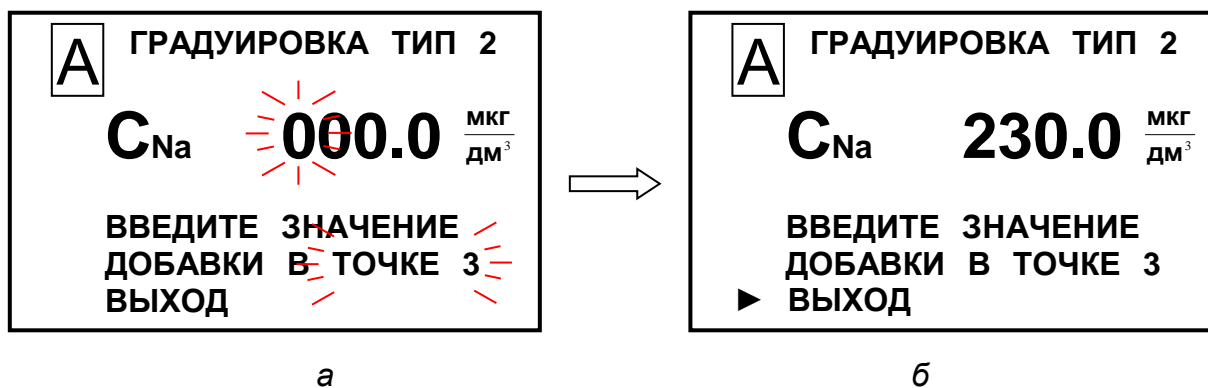 A ГРАДУИРОВКА ТИП 2
CNa 000.0 мкг/дм³
ВВЕДИТЕ ЗНАЧЕНИЕ
ДОБАВКИ В ТОЧКЕ 3
ВЫХОД
а
A ГРАДУИРОВКА ТИП 2
CNa 230.0 мкг/дм³
ВВЕДИТЕ ЗНАЧЕНИЕ
ДОБАВКИ В ТОЧКЕ 3
► ВЫХОД
б